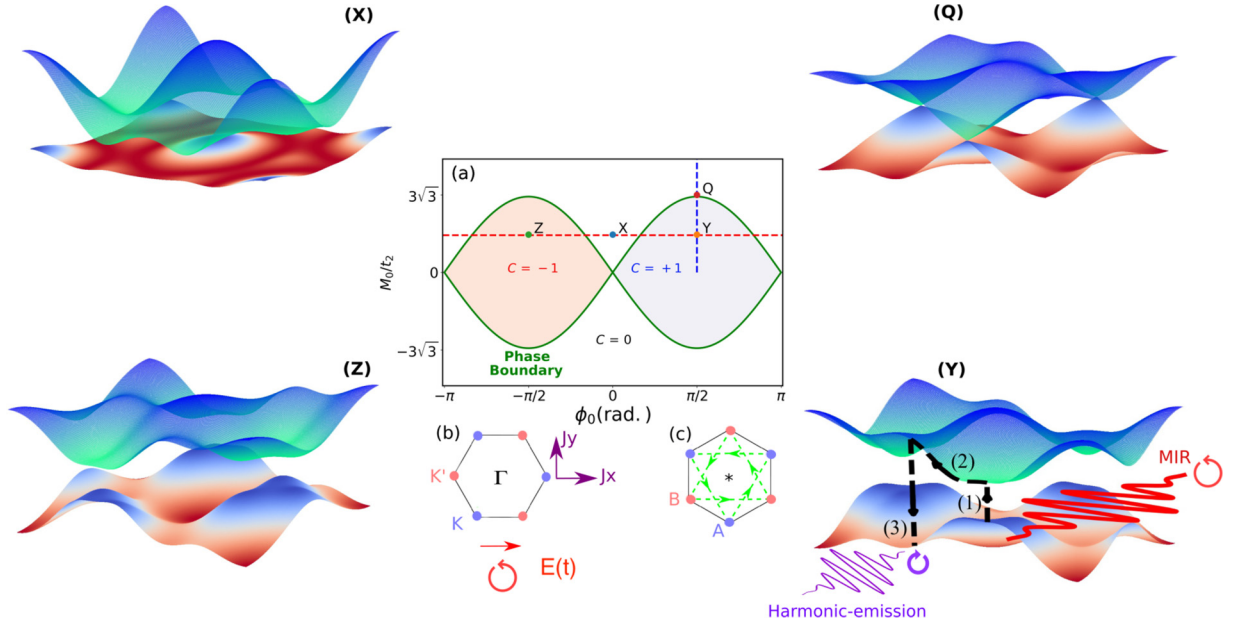 (X)
(Q)
(a)
3√3
Q
Z
X
Y
M₀/t₂
C = −1
C = +1
0
C = 0
−3√3
Phase
Boundary
−π
−π/2
0
π/2
π
ϕ₀(rad.)
(Z)
(Y)
(b)
Jy
K'
Γ
Jx
K
E(t)
(c)
*
B
A
(2)
MIR
(1)
(3)
Harmonic-emission